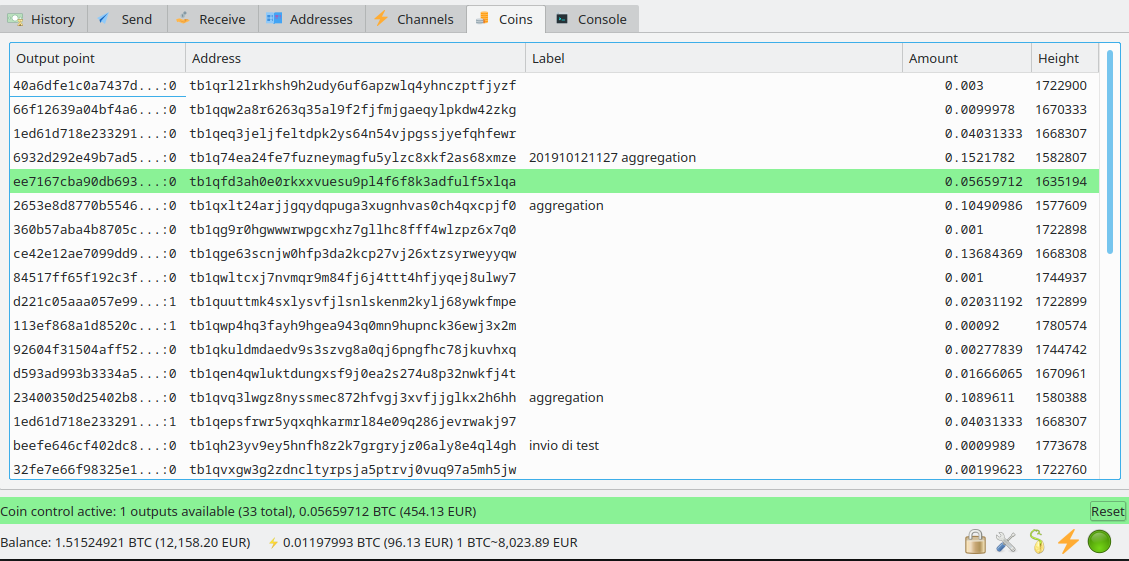 History Send Receive Addresses Channels Coins Console
Output point Address Label Amount Height
40a6dfe1c0a7437d...:0 tb1qrl2lrkhsh9h2udy6uf6apzwlq4yhnczptfjyzf 0.003 1722900
66f12639a04bf4a6...:0 tb1qqw2a8r6263q35al9f2fjfmjgaeqylpkdw42zkg 0.0099978 1670333
1ed61d718e233291...:0 tb1qeq3jeljfeltdpk2ys64n54vjpgssjyefqhfewr 0.04031333 1668307
6932d292e49b7ad5...:0 tb1q74ea24fe7fuzneymagfu5ylzc8xkf2as68xmze 201910121127 aggregation 0.1521782 1582807
ee7167cba90db693...:0 tb1qfd3ah0e0rkxxvuesu9pl4f6f8k3adfulf5xlqa 0.05659712 1635194
2653e8d8770b5546...:0 tb1qxlt24arjjgqydqpuga3xugnhvas0ch4qxcpjf0 aggregation 0.10490986 1577609
360b57aba4b8705c...:0 tb1qg9r0hgwwwrwpgcxhz7gllhc8fff4wlzpz6x7q0 0.001 1722898
ce42e12ae7099dd9...:0 tb1qge63scnjw0hfp3da2kcp27vj26xtzsyrweyyqw 0.13684369 1668308
84517ff65f192c3f...:0 tb1qwltcxj7nvmqr9m84fj6j4ttt4hfjyqej8ulwy7 0.001 1744937
d221c05aaa057e99...:1 tb1quuttmk4sxlysvfjlsnlskenm2kylj68ywkfmpe 0.02031192 1722899
113ef868a1d8520c...:1 tb1qwp4hq3fayh9hgea943q0mn9hupnck36ewj3x2m 0.00092 1780574
92604f31504aff52...:0 tb1qkuldmdaedv9s3szvg8a0qj6pngfhc78jkuvhxq 0.00277839 1744742
d593ad993b3334a5...:0 tb1qen4qwluktdungxsf9j0ea2s274u8p32nwkfj4t 0.01666065 1670961
23400350d25402b8...:0 tb1qvq3lwgz8nyssmec872hfvgj3xvfjjglkx2h6hh aggregation 0.1089611 1580388
1ed61d718e233291...:1 tb1qepsfrwr5yqxqhkarmrl84e09q286jevrwakj97 0.04031333 1668307
beefe646cf402dc8...:0 tb1qh23yv9ey5hnfh8z2k7grgryjz06aly8e4ql4gh invio di test 0.0009989 1773678
32fe7e66f98325e1...:0 tb1qvxgw3g2zdncltyrpsja5ptrvj0vuq97a5mh5jw 0.00199623 1722760
Coin control active: 1 outputs available (33 total), 0.05659712 BTC (454.13 EUR) Reset
Balance: 1.51524921 BTC (12,158.20 EUR) ⚡ 0.01197993 BTC (96.13 EUR) 1 BTC~8,023.89 EUR